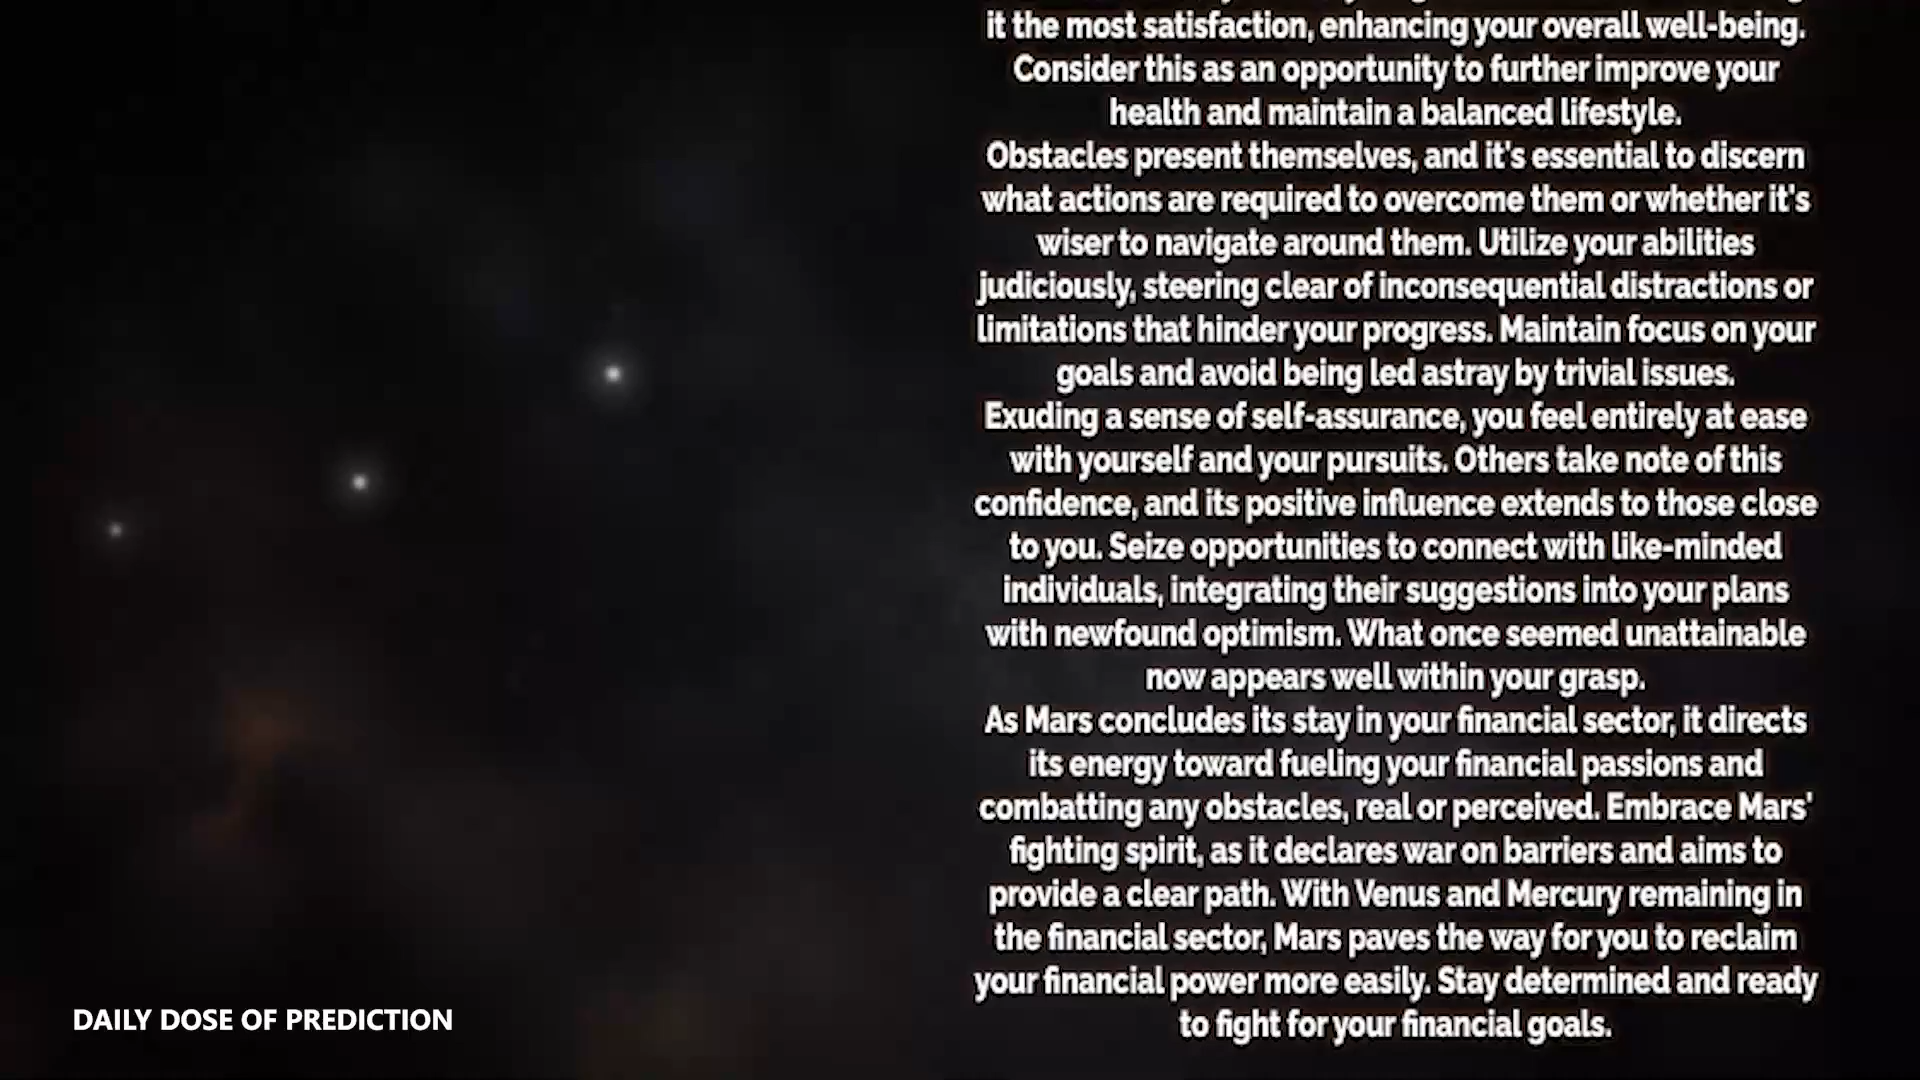 it the most satisfaction, enhancing your overall well-being.
Consider this as an opportunity to further improve your
health and maintain a balanced lifestyle.
Obstacles present themselves, and it's essential to discern
what actions are required to overcome them or whether it's
wiser to navigate around them. Utilize your abilities
judiciously, steering clear of inconsequential distractions or
limitations that hinder your progress. Maintain focus on your
goals and avoid being led astray by trivial issues.
Exuding a sense of self-assurance, you feel entirely at ease
with yourself and your pursuits. Others take note of this
confidence, and its positive influence extends to those close
to you. Seize opportunities to connect with like-minded
individuals, integrating their suggestions into your plans
with newfound optimism. What once seemed unattainable
now appears well within your grasp.
As Mars concludes its stay in your financial sector, it directs
its energy toward fueling your financial passions and
combatting any obstacles, real or perceived. Embrace Mars'
fighting spirit, as it declares war on barriers and aims to
provide a clear path. With Venus and Mercury remaining in
the financial sector, Mars paves the way for you to reclaim
your financial power more easily. Stay determined and ready
to fight for your financial goals.
DAILY DOSE OF PREDICTION